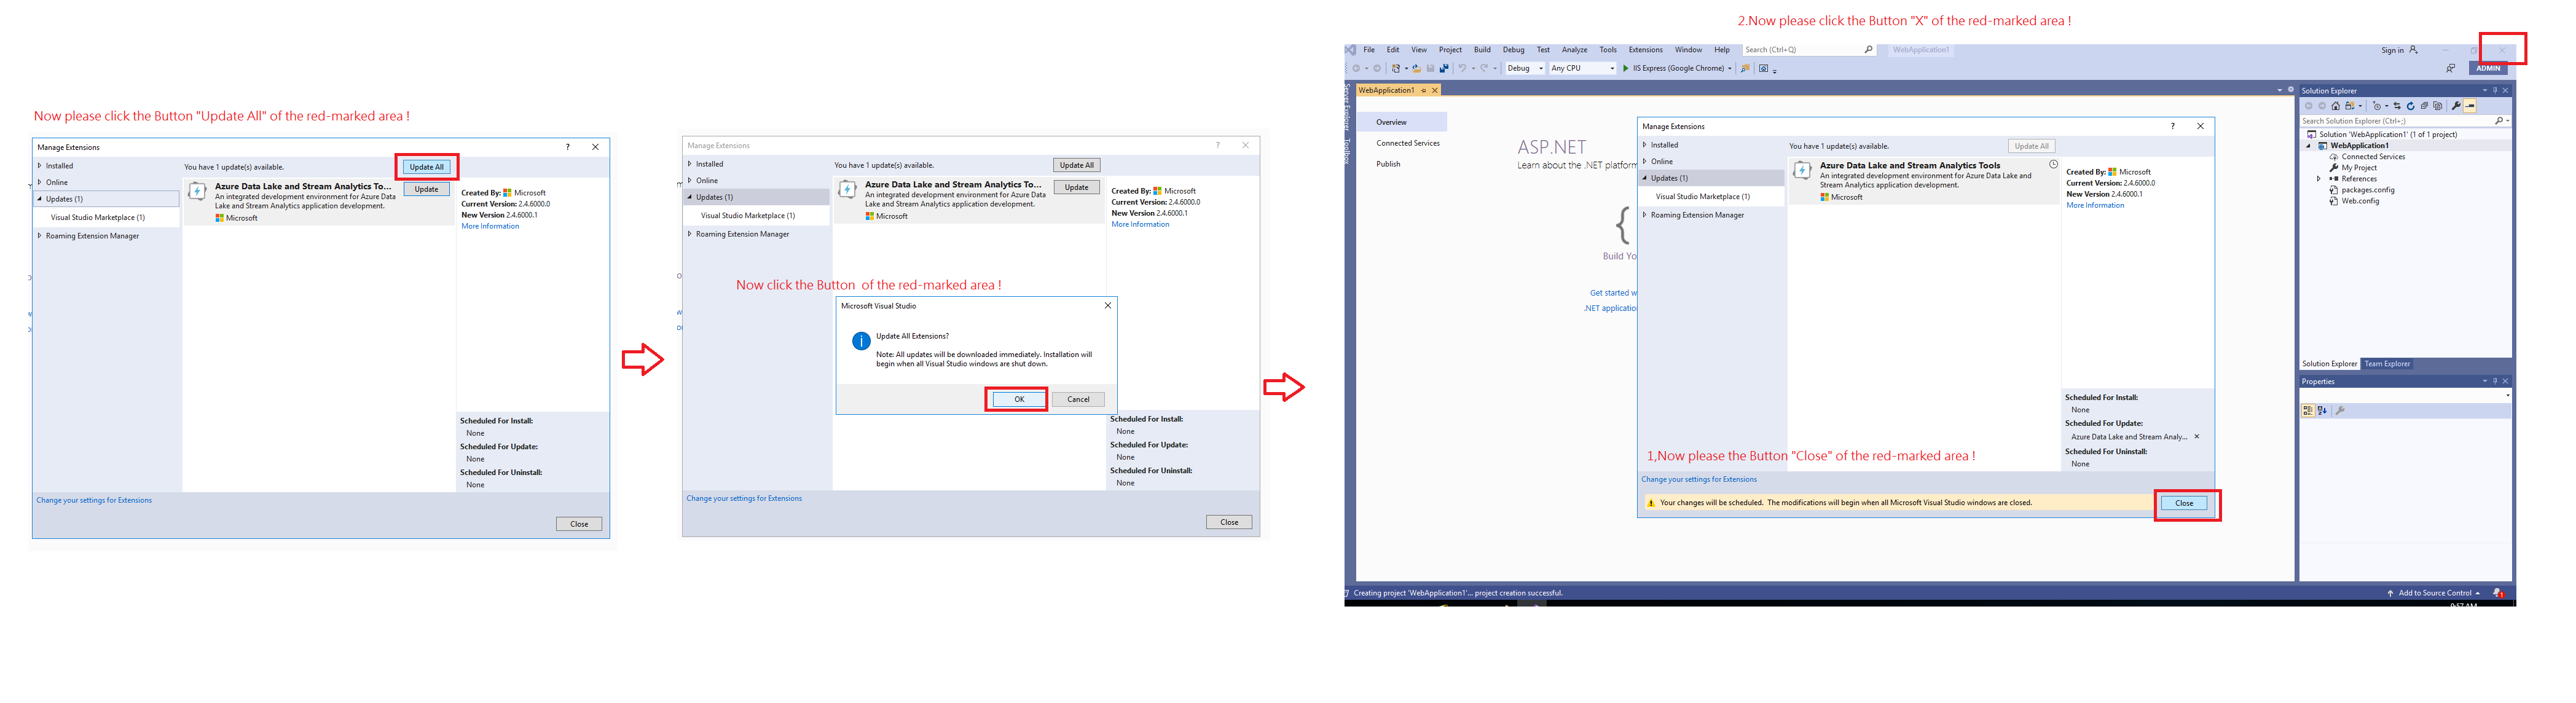 2.Now please click the Button "X" of the red-marked area !
Now please click the Button "Update All" of the red-marked area !
Manage Extensions
?
Installed
You have 1 update(s) available.
Update All
Online
Azure Data Lake and Stream Analytics To...
Update
An integrated development environment for Azure Data
Lake and Stream Analytics application development.
Microsoft
Updates (1)
Visual Studio Marketplace (1)
Roaming Extension Manager
Created By: Microsoft
Current Version: 2.4.6000.0
New Version 2.4.6000.1
More Information
Scheduled For Install:
None
Scheduled For Update:
None
Scheduled For Uninstall:
None
Change your settings for Extensions
Close
Manage Extensions
?
Installed
You have 1 update(s) available.
Update All
Online
Azure Data Lake and Stream Analytics To...
Update
An integrated development environment for Azure Data
Lake and Stream Analytics application development.
Microsoft
Updates (1)
Visual Studio Marketplace (1)
Roaming Extension Manager
Created By: Microsoft
Current Version: 2.4.6000.0
New Version 2.4.6000.1
More Information
Now click the Button of the red-marked area !
Microsoft Visual Studio
Update All Extensions?
Note: All updates will be downloaded immediately. Installation will
begin when all Visual Studio windows are shut down.
OK
Cancel
Scheduled For Install:
None
Scheduled For Update:
None
Scheduled For Uninstall:
None
Change your settings for Extensions
Close
File Edit View Project Build Debug Test Analyze Tools Extensions Window Help Search (Ctrl+Q) WebApplication1 Sign in
Debug Any CPU IIS Express (Google Chrome) ADMIN
Server Explorer
Toolbox
WebApplication1
Overview
Connected Services
Publish
ASP.NET
Learn about the .NET platform
{
Build Yo
Get started w
.NET applicatio
Manage Extensions
?
Installed
You have 1 update(s) available.
Update All
Online
Azure Data Lake and Stream Analytics Tools
An integrated development environment for Azure Data Lake and
Stream Analytics application development.
Microsoft
Updates (1)
Visual Studio Marketplace (1)
Roaming Extension Manager
Created By: Microsoft
Current Version: 2.4.6000.0
New Version: 2.4.6000.1
More Information
Scheduled For Install:
None
Scheduled For Update:
Azure Data Lake and Stream Analy...
Scheduled For Uninstall:
None
1,Now please the Button "Close" of the red-marked area !
Change your settings for Extensions
Your changes will be scheduled. The modifications will begin when all Microsoft Visual Studio windows are closed.
Close
Solution Explorer
Search Solution Explorer (Ctrl+;)
Solution 'WebApplication1' (1 of 1 project)
WebApplication1
Connected Services
My Project
References
packages.config
Web.config
Solution Explorer Team Explorer
Properties
Creating project 'WebApplication1'... project creation successful.
Add to Source Control
1